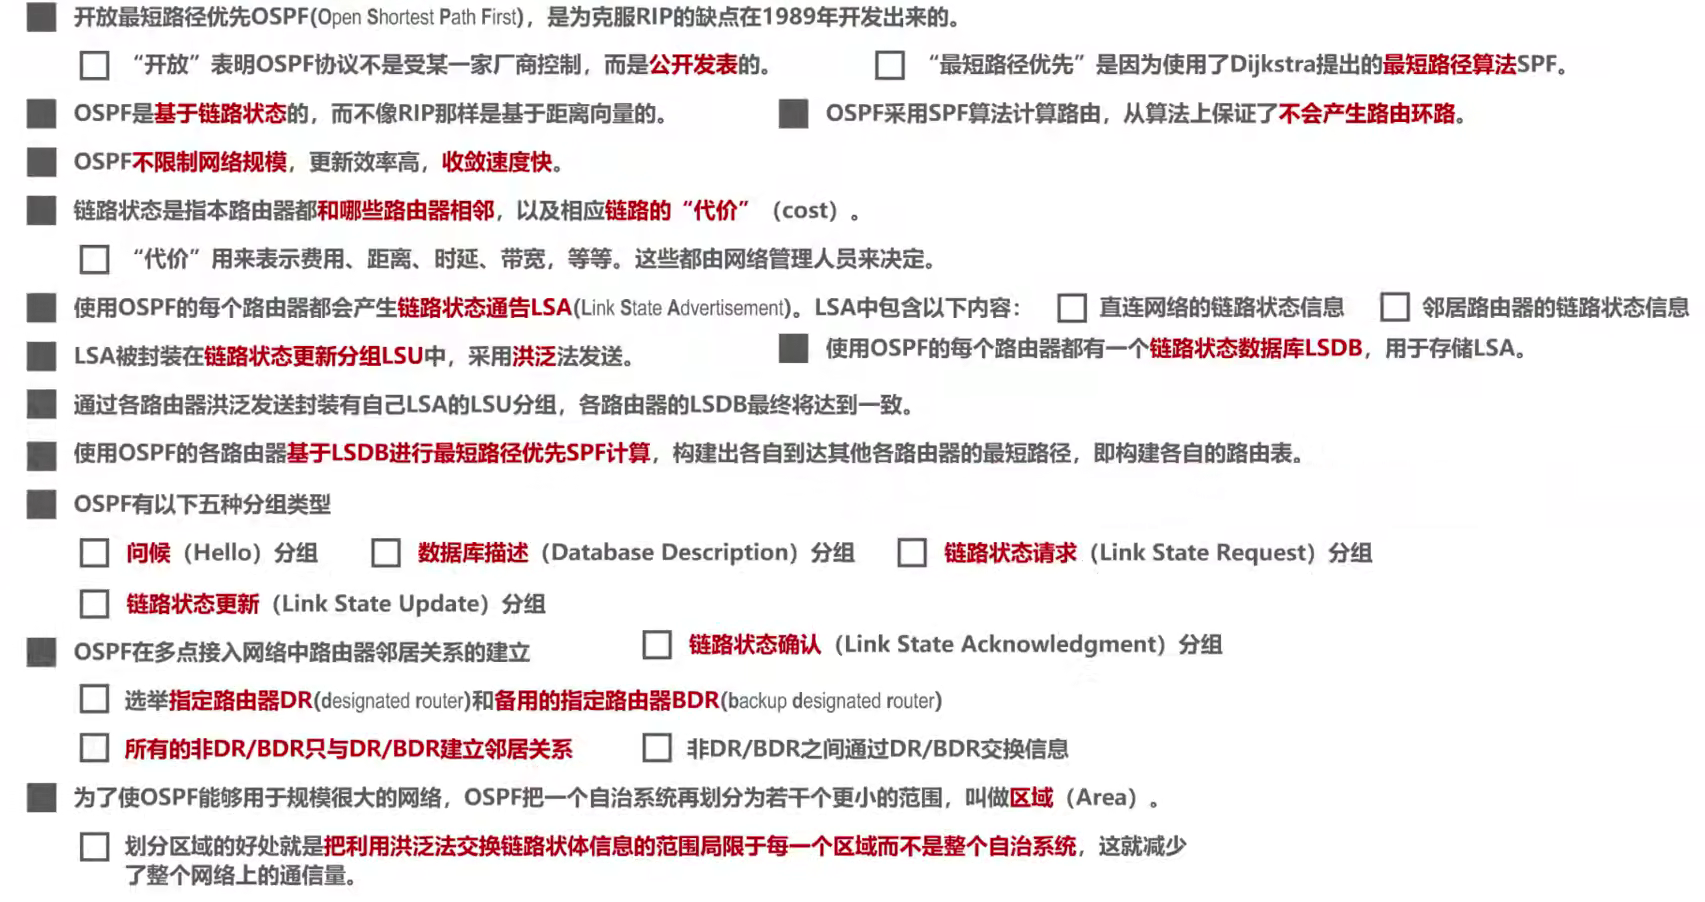 开放最短路径优先OSPF(Open Shortest Path First)，是为克服RIP的缺点在1989年开发出来的。
“开放”表明OSPF协议不是受某一家厂商控制，而是公开发表的。
“最短路径优先”是因为使用了Dijkstra提出的最短路径算法SPF。
OSPF是基于链路状态的，而不像RIP那样是基于距离向量的。
OSPF采用SPF算法计算路由，从算法上保证了不会产生路由环路。
OSPF不限制网络规模，更新效率高，收敛速度快。
链路状态是指本路由器都和哪些路由器相邻，以及相应链路的“代价”（cost）。
“代价”用来表示费用、距离、时延、带宽，等等。这些都由网络管理人员来决定。
使用OSPF的每个路由器都会产生链路状态通告LSA(Link State Advertisement)。LSA中包含以下内容：
直连网络的链路状态信息
邻居路由器的链路状态信息
LSA被封装在链路状态更新分组LSU中，采用洪泛法发送。
使用OSPF的每个路由器都有一个链路状态数据库LSDB，用于存储LSA。
通过各路由器洪泛发送封装有自己LSA的LSU分组，各路由器的LSDB最终将达到一致。
使用OSPF的各路由器基于LSDB进行最短路径优先SPF计算，构建出各自到达其他各路由器的最短路径，即构建各自的路由表。
OSPF有以下五种分组类型
问候（Hello）分组
数据库描述（Database Description）分组
链路状态请求（Link State Request）分组
链路状态更新（Link State Update）分组
链路状态确认（Link State Acknowledgment）分组
OSPF在多点接入网络中路由器邻居关系的建立
选举指定路由器DR(designated router)和备用的指定路由器BDR(backup designated router)
所有的非DR/BDR只与DR/BDR建立邻居关系
非DR/BDR之间通过DR/BDR交换信息
为了使OSPF能够用于规模很大的网络，OSPF把一个自治系统再划分为若干个更小的范围，叫做区域（Area）。
划分区域的好处就是把利用洪泛法交换链路状体信息的范围局限于每一个区域而不是整个自治系统，这就减少
了整个网络上的通信量。